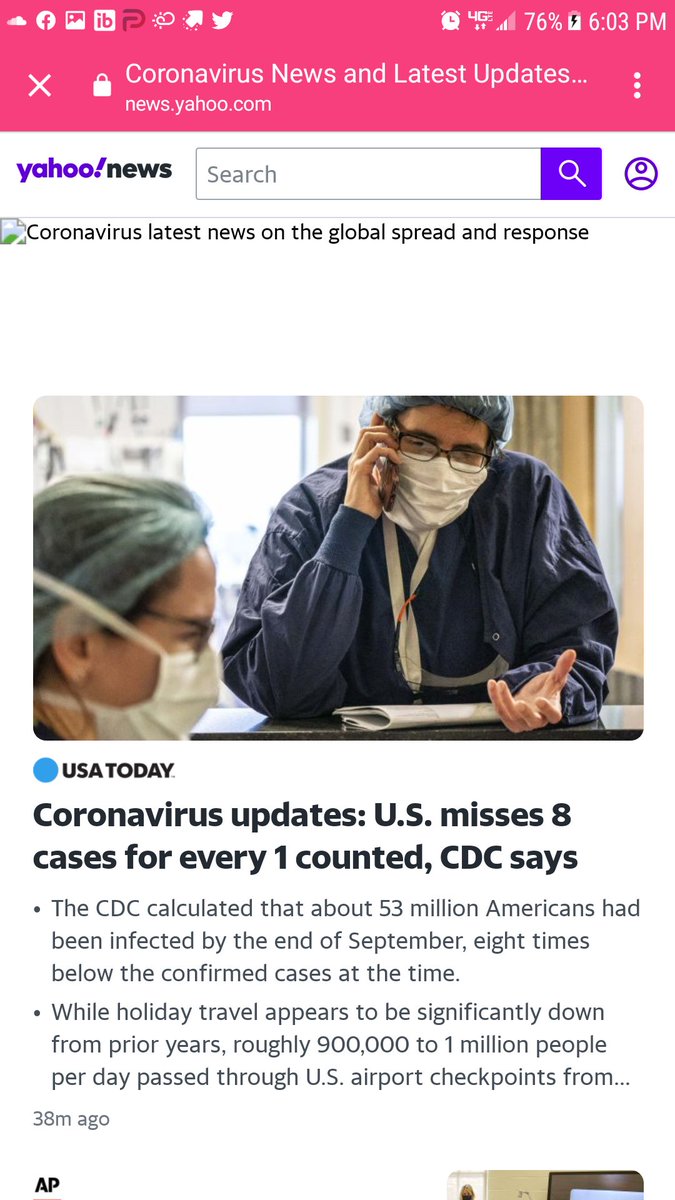 76% 6:03 PM
Coronavirus News and Latest Updates...
news.yahoo.com
yahoo!news
Search
Coronavirus latest news on the global spread and response
USA TODAY
Coronavirus updates: U.S. misses 8
cases for every 1 counted, CDC says
• The CDC calculated that about 53 million Americans had
been infected by the end of September, eight times
below the confirmed cases at the time.
• While holiday travel appears to be significantly down
from prior years, roughly 900,000 to 1 million people
per day passed through U.S. airport checkpoints from...
38m ago
AP